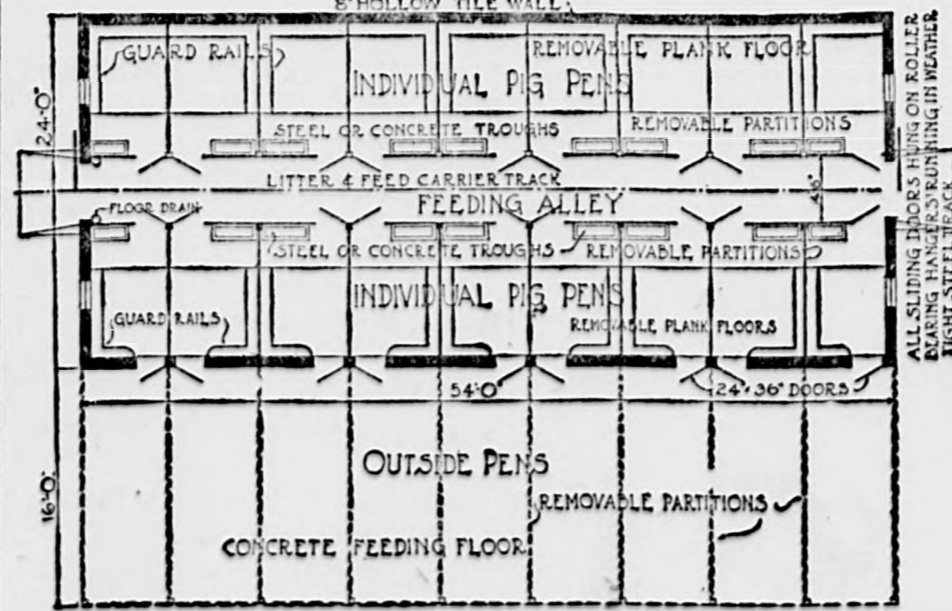 8" HOLLOW TILE WALL
GUARD RAILS
REMOVABLE PLANK FLOOR
INDIVIDUAL PIG PENS
STEEL OR CONCRETE TROUGHS
REMOVABLE PARTITIONS
24'-0"
LITTER & FEED CARRIER TRACK
4'-6"
FLOOR DRAIN
FEEDING ALLEY
STEEL OR CONCRETE TROUGHS
REMOVABLE PARTITIONS
INDIVIDUAL PIG PENS
GUARD RAILS
REMOVABLE PLANK FLOORS
54'-0"
24" x 36" DOORS
OUTSIDE PENS
16'-0"
REMOVABLE PARTITIONS
CONCRETE FEEDING FLOOR
ALL SLIDING DOORS HUNG ON ROLLER
BEARING HANGERS RUNNING IN WEATHER
TIGHT STEEL TRACK